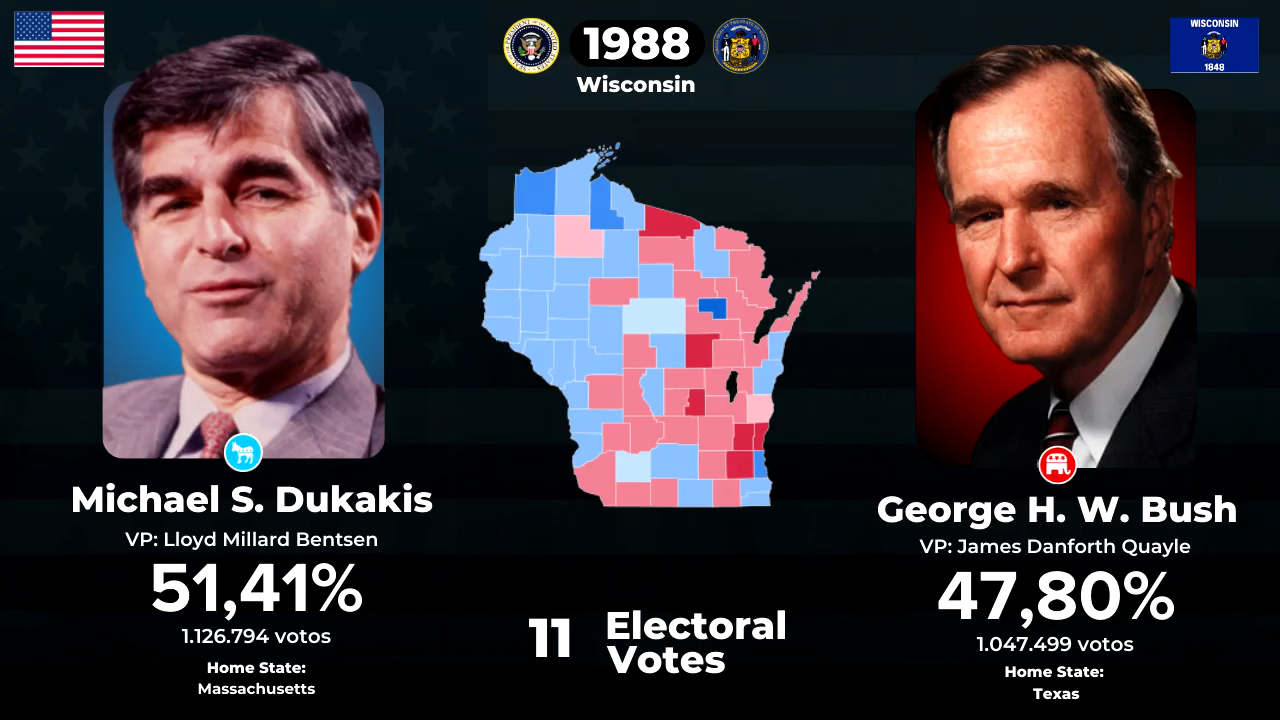 1988
Wisconsin
WISCONSIN
1848
Michael S. Dukakis
VP: Lloyd Millard Bentsen
51,41%
1.126.794 votos
Home State:
Massachusetts
11 Electoral
Votes
George H. W. Bush
VP: James Danforth Quayle
47,80%
1.047.499 votos
Home State:
Texas